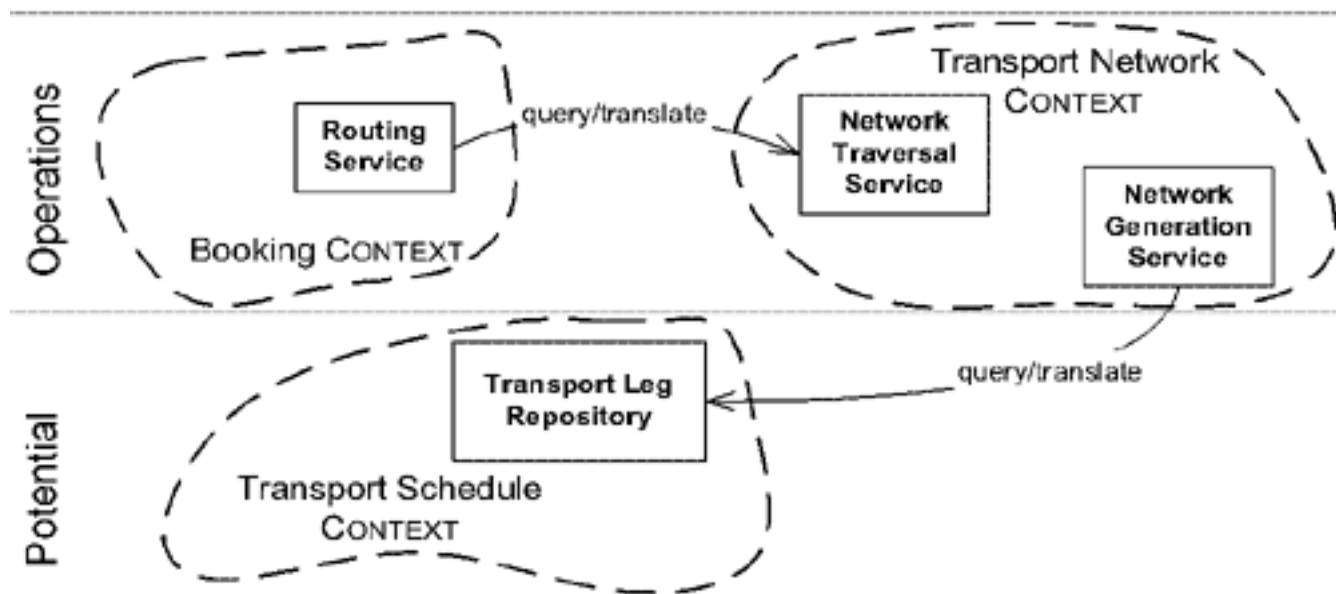 Operations
Routing
Service
Booking CONTEXT
query/translate
Transport Network
CONTEXT
Network
Traversal
Service
Network
Generation
Service
Potential
Transport Leg
Repository
Transport Schedule
CONTEXT
query/translate